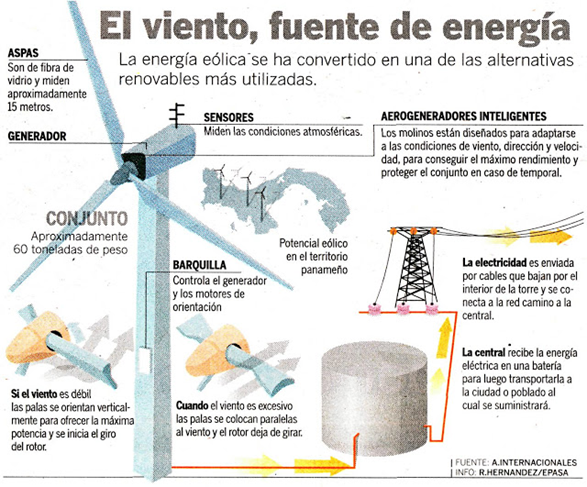 El viento, fuente de energía
La energía eólica se ha convertido en una de las alternativas
renovables más utilizadas.
ASPAS
Son de fibra de
vidrio y miden
aproximadamente
15 metros.
GENERADOR
SENSORES
Miden las condiciones atmosféricas.
AEROGENERADORES INTELIGENTES
Los molinos están diseñados para adaptarse
a las condiciones de viento, dirección y veloci-
dad, para conseguir el máximo rendimiento y
proteger el conjunto en caso de temporal.
CONJUNTO
Aproximadamente
60 toneladas de peso
Potencial eólico
en el territorio
panameño
BARQUILLA
Controla el generador
y los motores de
orientación
La electricidad es enviada
por cables que bajan por el
interior de la torre y se co-
necta a la red camino a la
central.
La central recibe la energía
eléctrica en una batería
para luego transportarla a
la ciudad o poblado al
cual se suministrará.
Si el viento es débil
las palas se orientan vertical-
mente para ofrecer la máxima
potencia y se inicia el giro
del rotor.
Cuando el viento es excesivo
las palas se colocan paralelas
al viento y el rotor deja de girar.
| FUENTE: A.INTERNACIONALES
| INFO: R.HERNANDEZ/EPASA